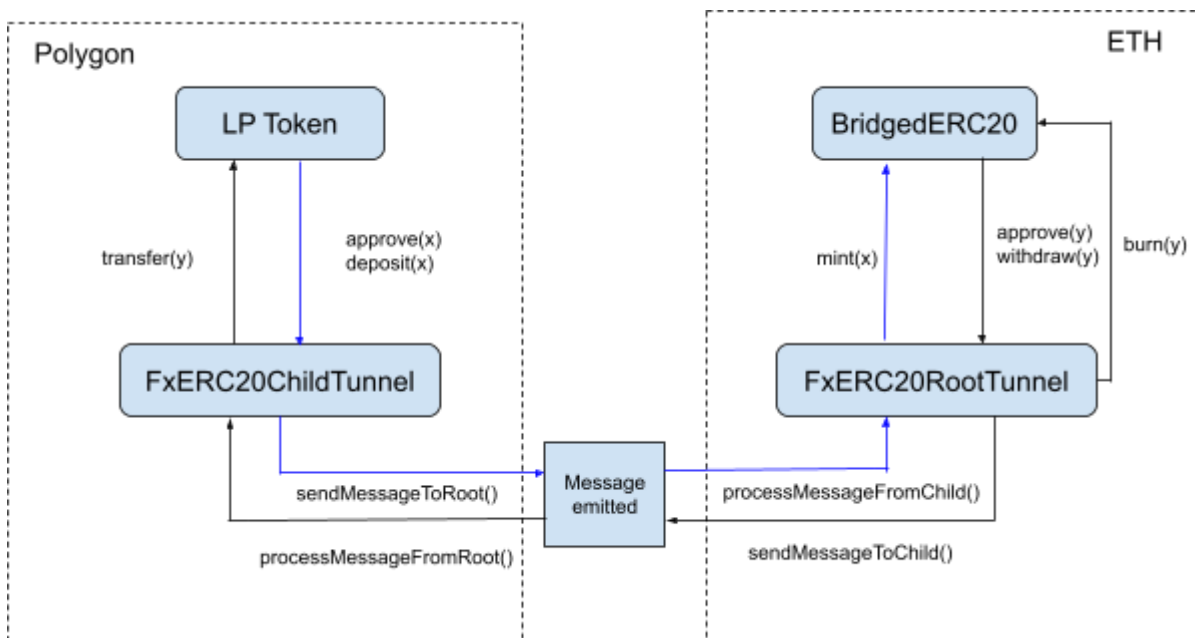 Polygon
ETH
LP Token
BridgedERC20
transfer(y)
approve(x)
deposit(x)
mint(x)
approve(y)
withdraw(y)
burn(y)
FxERC20ChildTunnel
FxERC20RootTunnel
Message
emitted
sendMessageToRoot()
processMessageFromChild()
processMessageFromRoot()
sendMessageToChild()